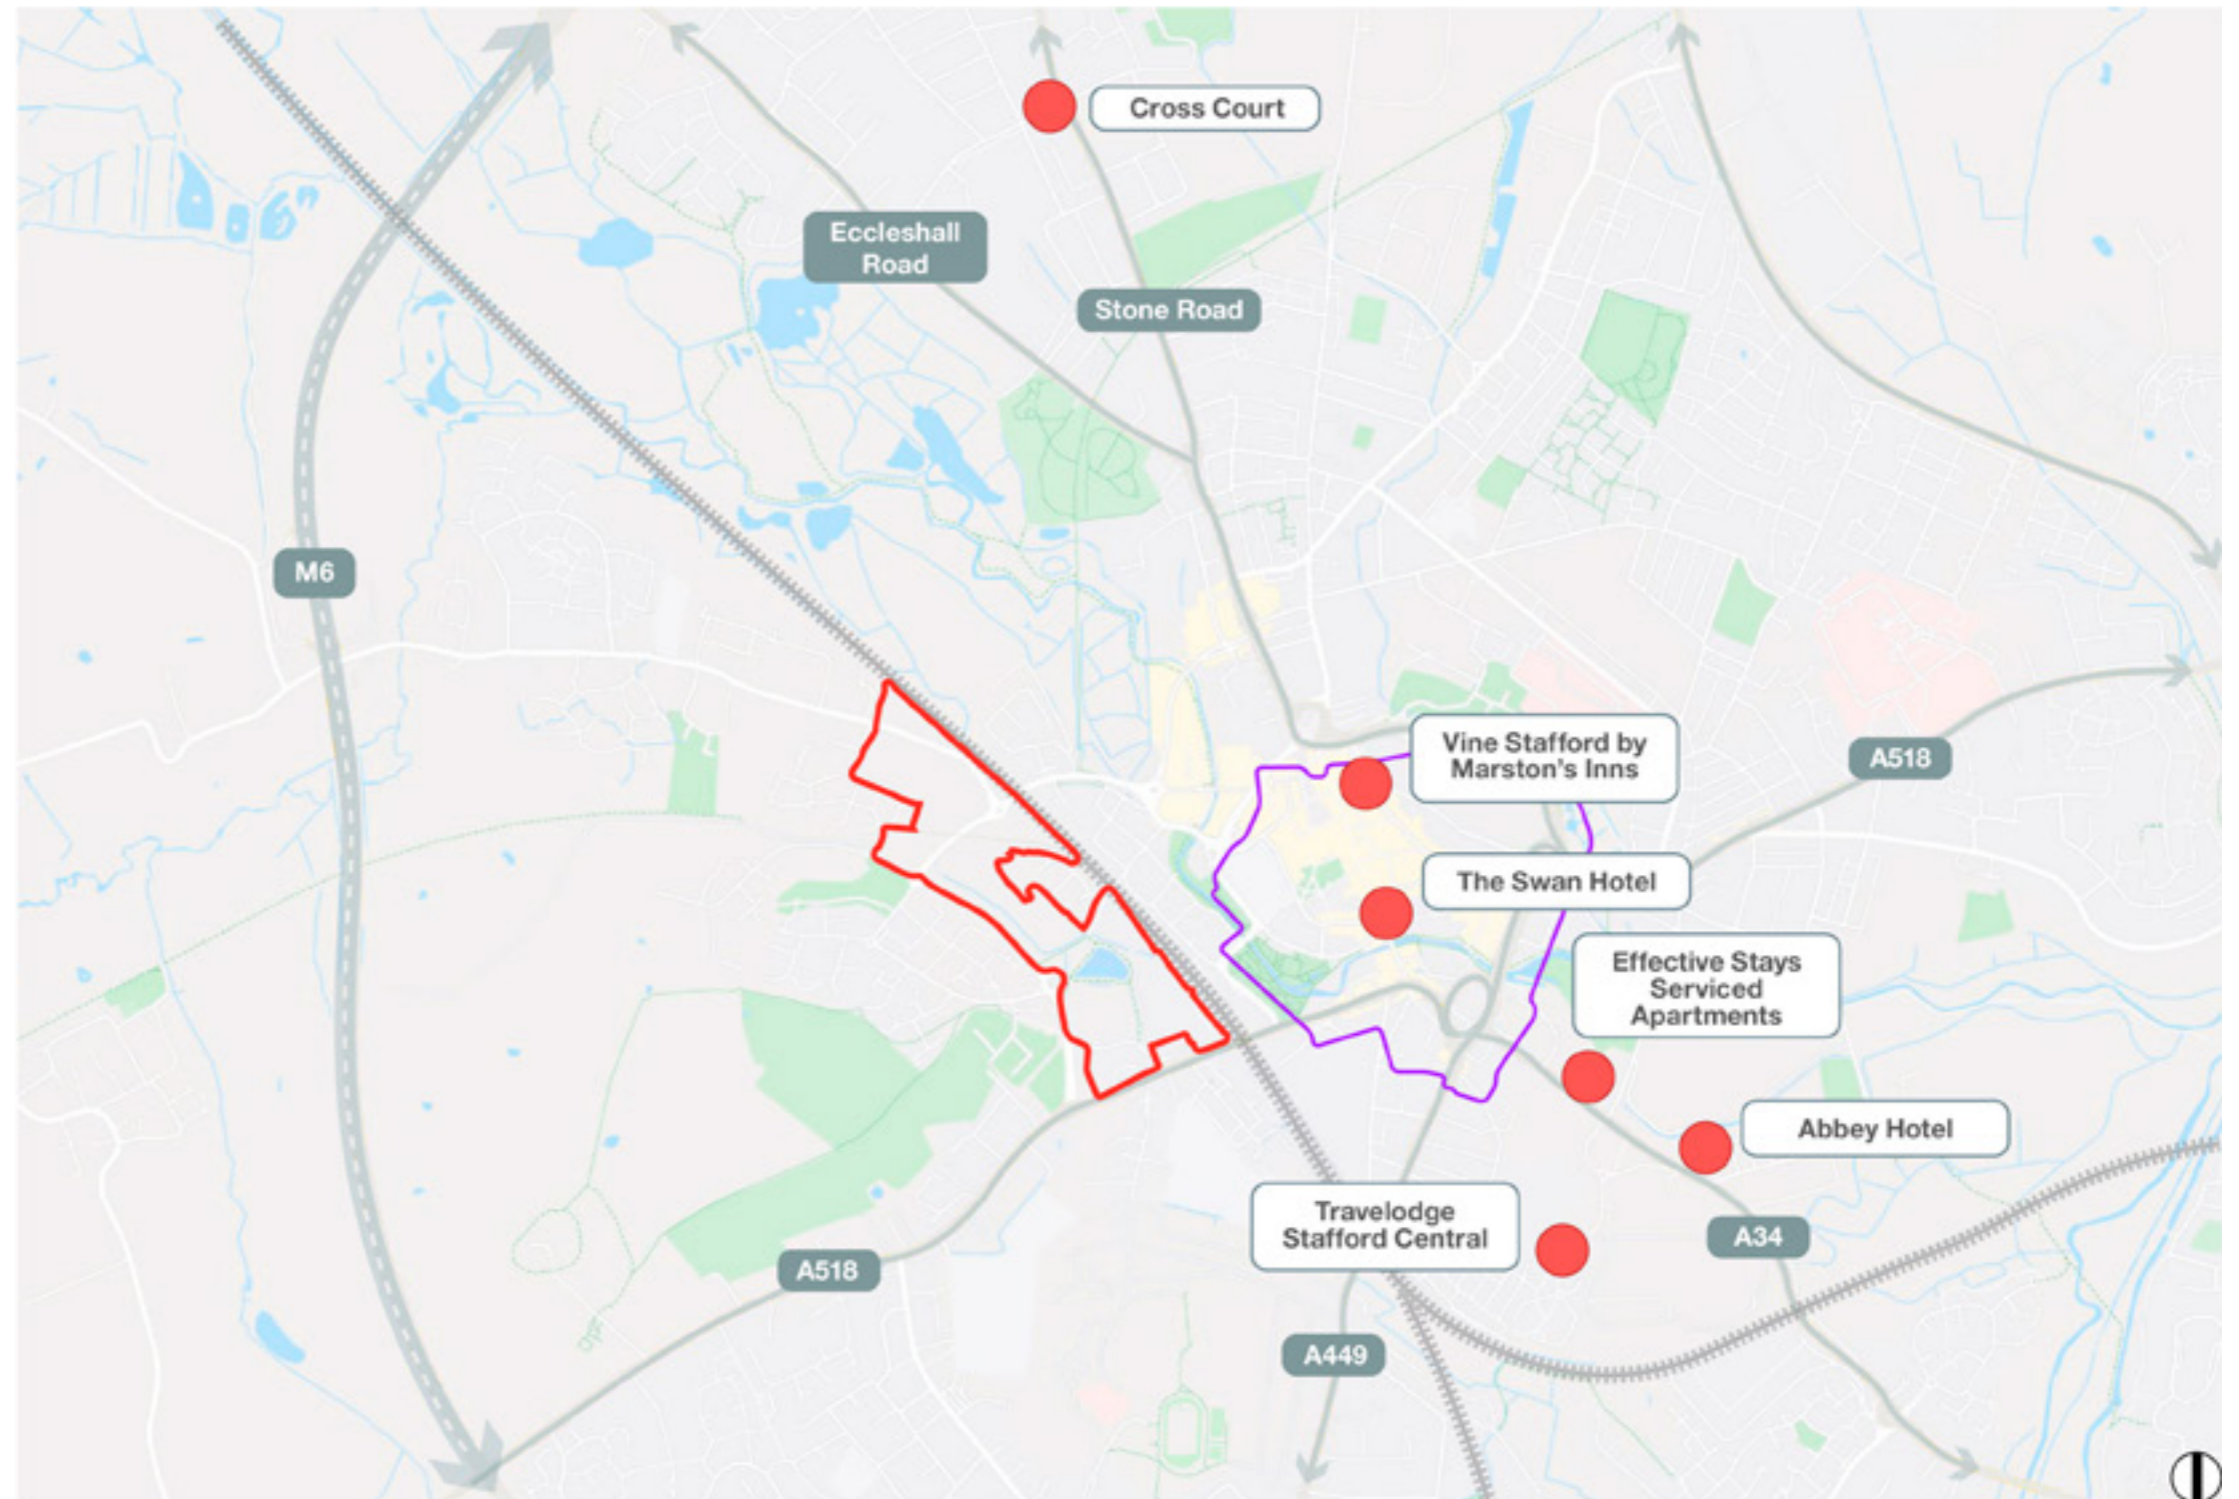 Cross Court
Eccleshall
Road
Stone Road
M6
Vine Stafford by
Marston's Inns
A518
The Swan Hotel
Effective Stays
Serviced
Apartments
Abbey Hotel
Travelodge
Stafford Central
A34
A518
A449